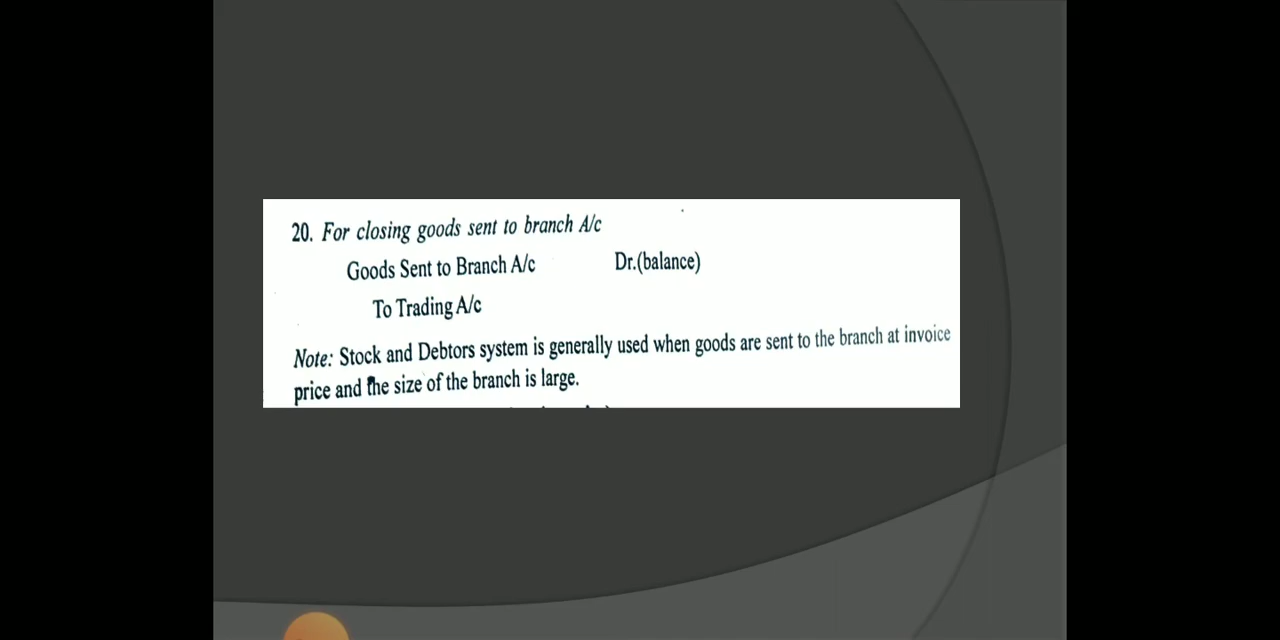 20. For closing goods sent to branch A/c
Goods Sent to Branch A/c Dr.(balance)
To Trading A/c
Note: Stock and Debtors system is generally used when goods are sent to the branch at invoice
price and the size of the branch is large.